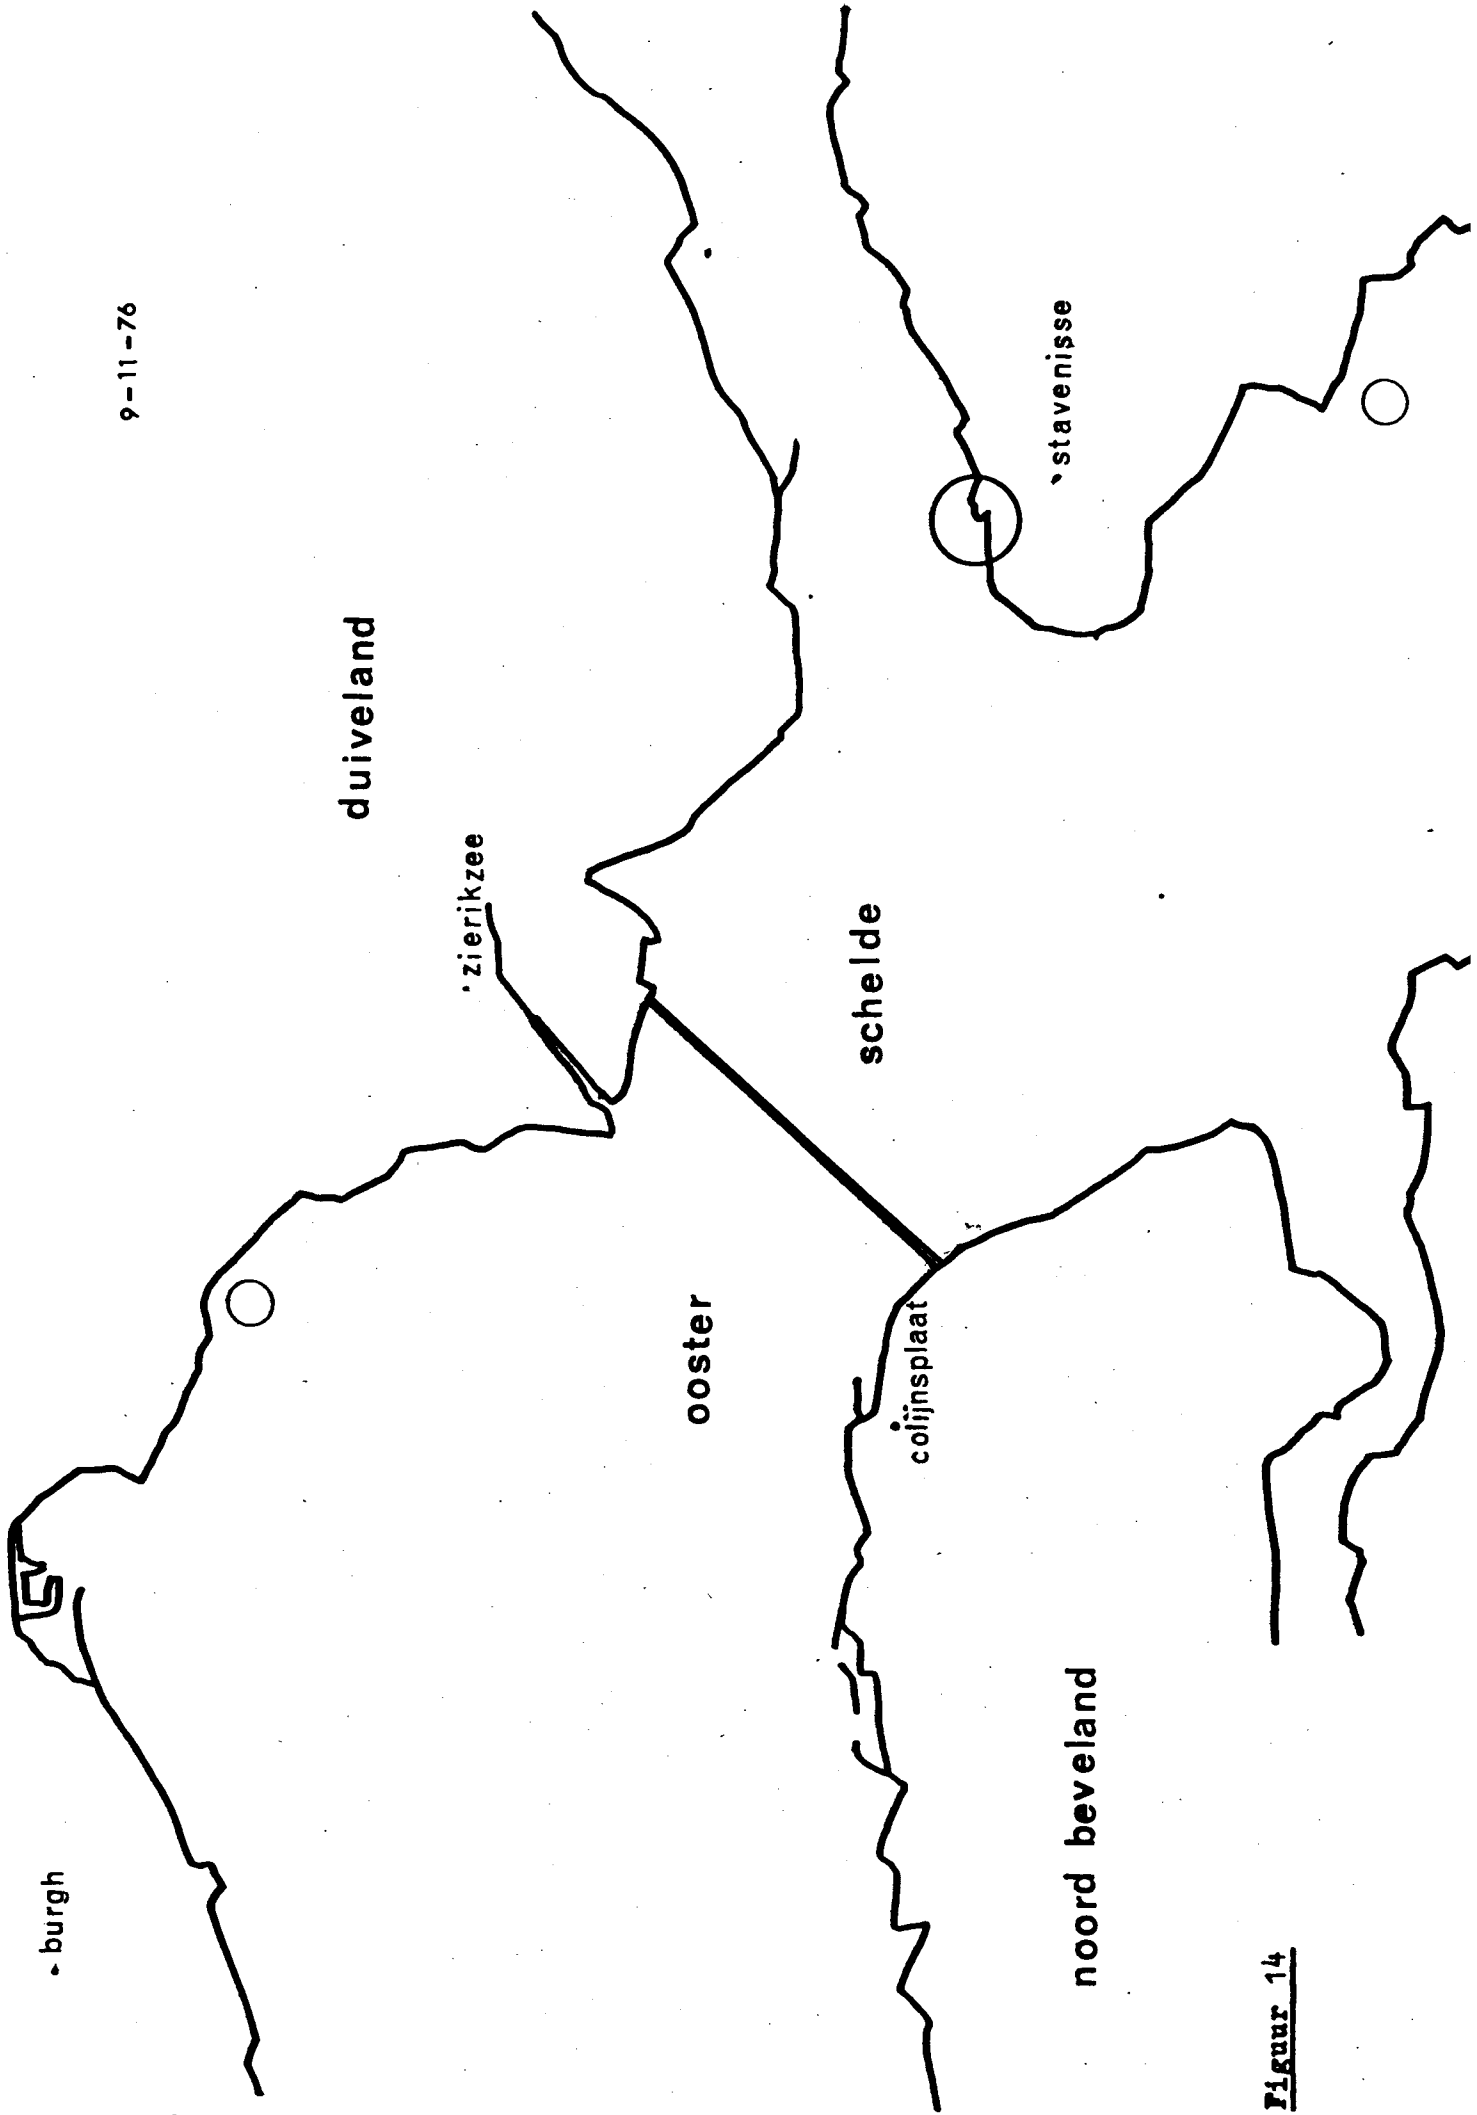 9-11-76
• burgh
duiveland
'zierikzee
'stavenisse
ooster
schelde
colijnsplaat
noord beveland
Figuur 14